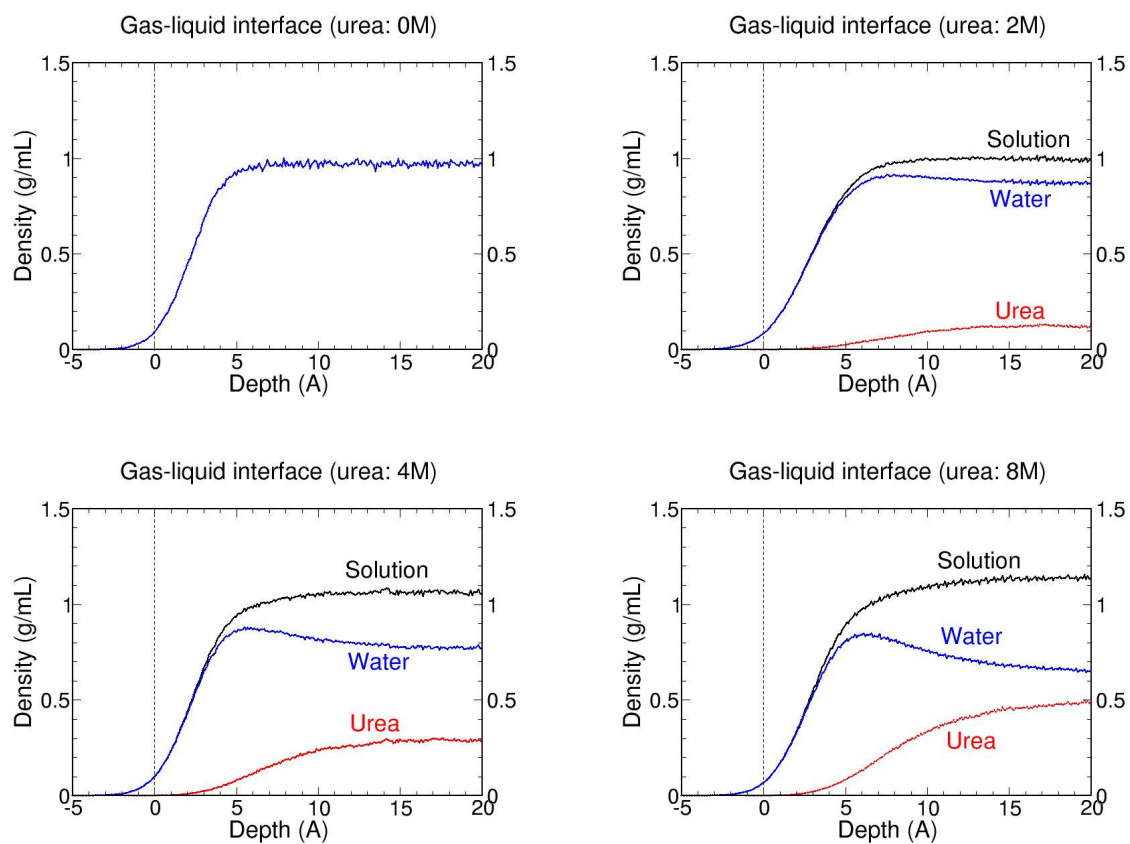 Gas-liquid interface (urea: 0M)
1.5
1
0.5
0
1.5
1
0.5
0
Density (g/mL)
-5 0 5 10 15 20
Depth (A)
Gas-liquid interface (urea: 2M)
1.5
1
0.5
0
1.5
1
0.5
0
Density (g/mL)
Solution
Water
Urea
-5 0 5 10 15 20
Depth (A)
Gas-liquid interface (urea: 4M)
1.5
1
0.5
0
1.5
1
0.5
0
Density (g/mL)
Solution
Water
Urea
-5 0 5 10 15 20
Depth (A)
Gas-liquid interface (urea: 8M)
1.5
1
0.5
0
1.5
1
0.5
0
Density (g/mL)
Solution
Water
Urea
-5 0 5 10 15 20
Depth (A)